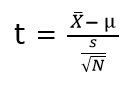 t = (X̄ − μ) / (s / √N)